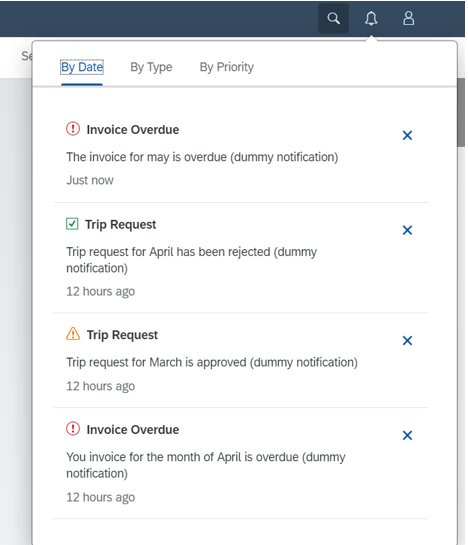 Se
By Date By Type By Priority
Invoice Overdue
The invoice for may is overdue (dummy notification)
Just now
Trip Request
Trip request for April has been rejected (dummy
notification)
12 hours ago
Trip Request
Trip request for March is approved (dummy notification)
12 hours ago
Invoice Overdue
You invoice for the month of April is overdue (dummy
notification)
12 hours ago